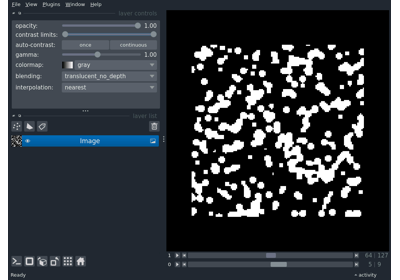 File View Plugins Window Help
layer controls
opacity: 1.00
contrast limits:
auto-contrast: once continuous
gamma: 1.00
colormap: gray
blending: translucent_no_depth
interpolation: nearest
layer list
Image
1 64 127
0 5 9
Ready activity